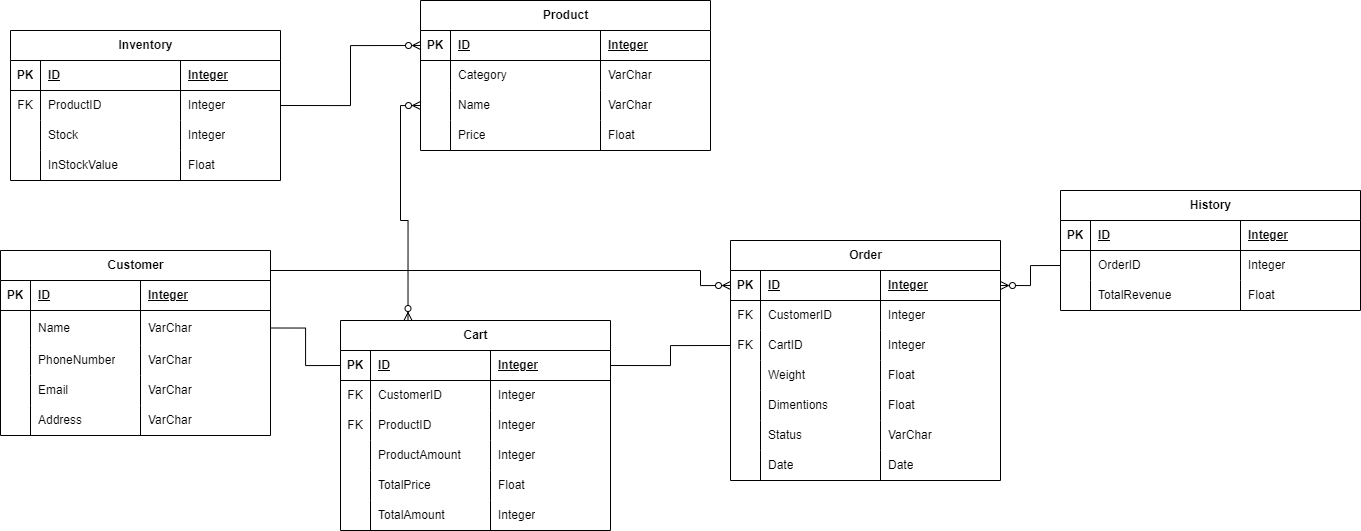 Product
PK ID Integer
Category VarChar
Name VarChar
Price Float
Inventory
PK ID Integer
FK ProductID Integer
Stock Integer
InStockValue Float
History
PK ID Integer
OrderID Integer
TotalRevenue Float
Order
PK ID Integer
FK CustomerID Integer
FK CartID Integer
Weight Float
Dimentions Float
Status VarChar
Date Date
Customer
PK ID Integer
Name VarChar
PhoneNumber VarChar
Email VarChar
Address VarChar
Cart
PK ID Integer
FK CustomerID Integer
FK ProductID Integer
ProductAmount Integer
TotalPrice Float
TotalAmount Integer